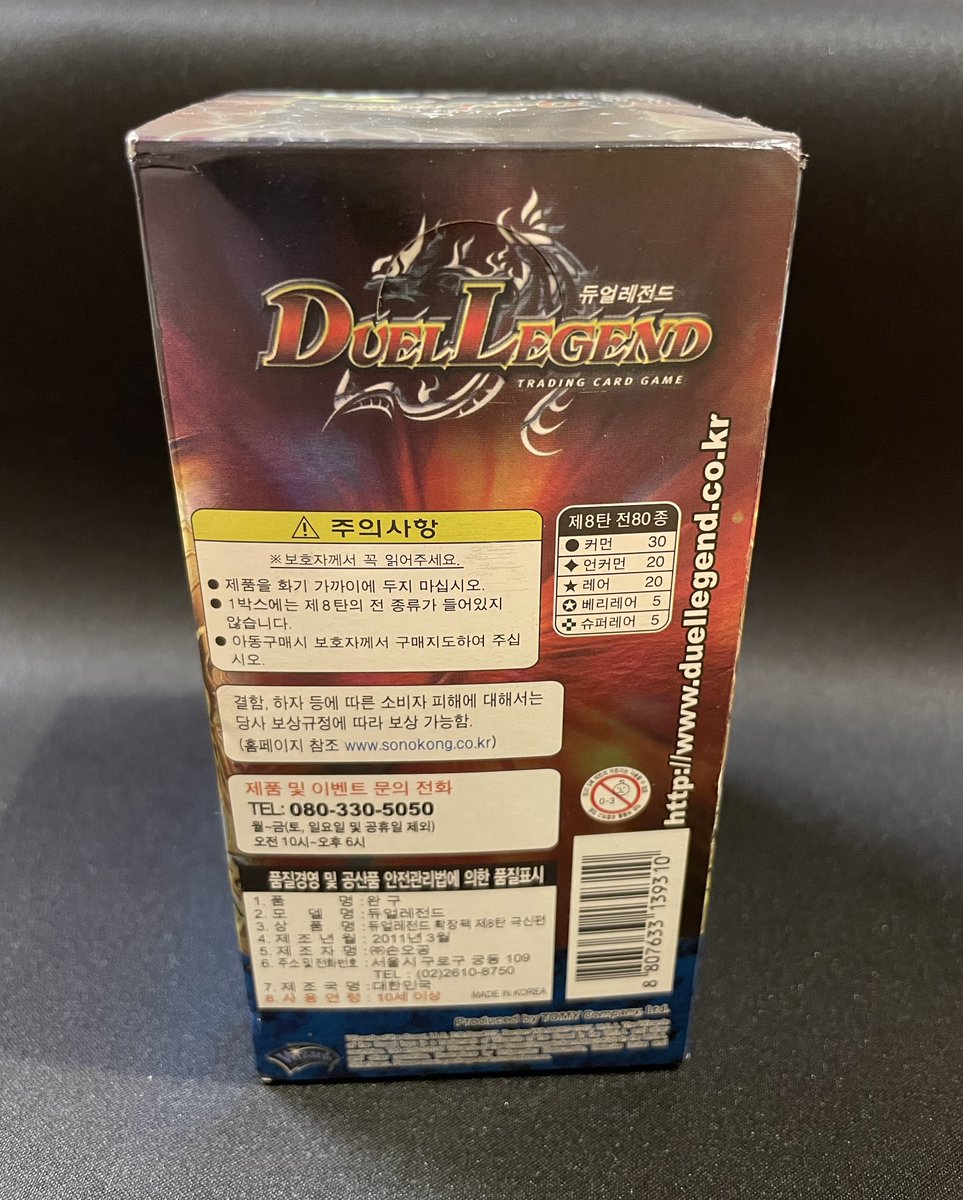 듀얼레전드
DUEL LEGEND
TRADING CARD GAME
http://www.duellegend.co.kr
주의사항
※보호자께서 꼭 읽어주세요.
● 제품을 화기 가까이에 두지 마십시오.
● 1박스에는 제8탄의 전 종류가 들어있지
않습니다.
● 아동구매시 보호자께서 구매지도하여 주십
시오.
제8탄 전80종
커먼 30
언커먼 20
레어 20
베리레어 5
슈퍼레어 5
결함, 하자 등에 따른 소비자 피해에 대해서는
당사 보상규정에 따라 보상 가능함.
(홈페이지 참조 www.sonokong.co.kr)
제품 및 이벤트 문의 전화
TEL: 080-330-5050
월~금(토, 일요일 및 공휴일 제외)
오전 10시~오후 6시
0-3
품질경영 및 공산품 안전관리법에 의한 품질표시
1. 품 명 : 완 구
2. 모 델 명 : 듀얼레전드
3. 상 품 명 : 듀얼레전드 확장팩 제8탄 극신편
4. 제 조 년 월 : 2011년 3월
5. 제 조 자 명 : ㈜손오공
6. 주소 및 전화번호 : 서울시 구로구 궁동 109
TEL : (02)2610-8750
7. 제 조 국 명 : 대한민국
8. 사 용 연 령 : 10세 이상
MADE IN KOREA
8 807633 139310
Produced by TOMY Company, Ltd.